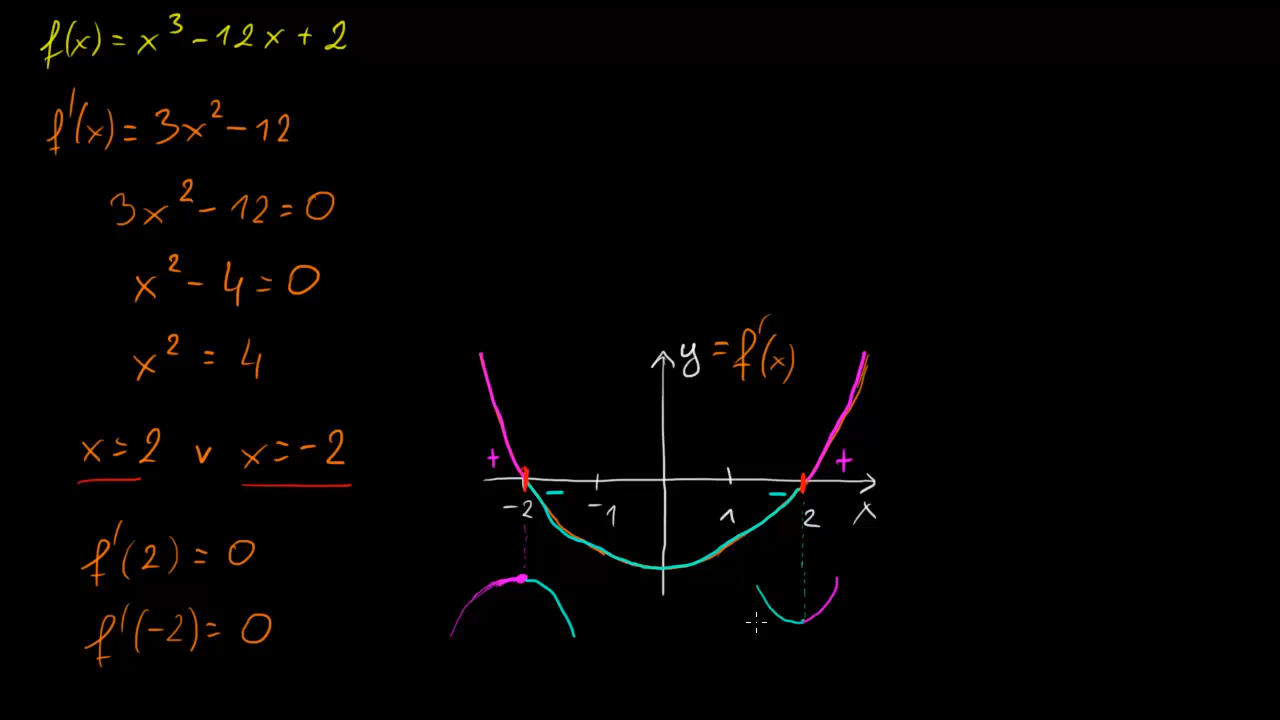 f(x) = x³ - 12x + 2
f'(x) = 3x² - 12
3x² - 12 = 0
x² - 4 = 0
x² = 4
x = 2 v x = -2
f'(2) = 0
f'(-2) = 0
y = f'(x)
+ +
- -
-2 -1 1 2 x